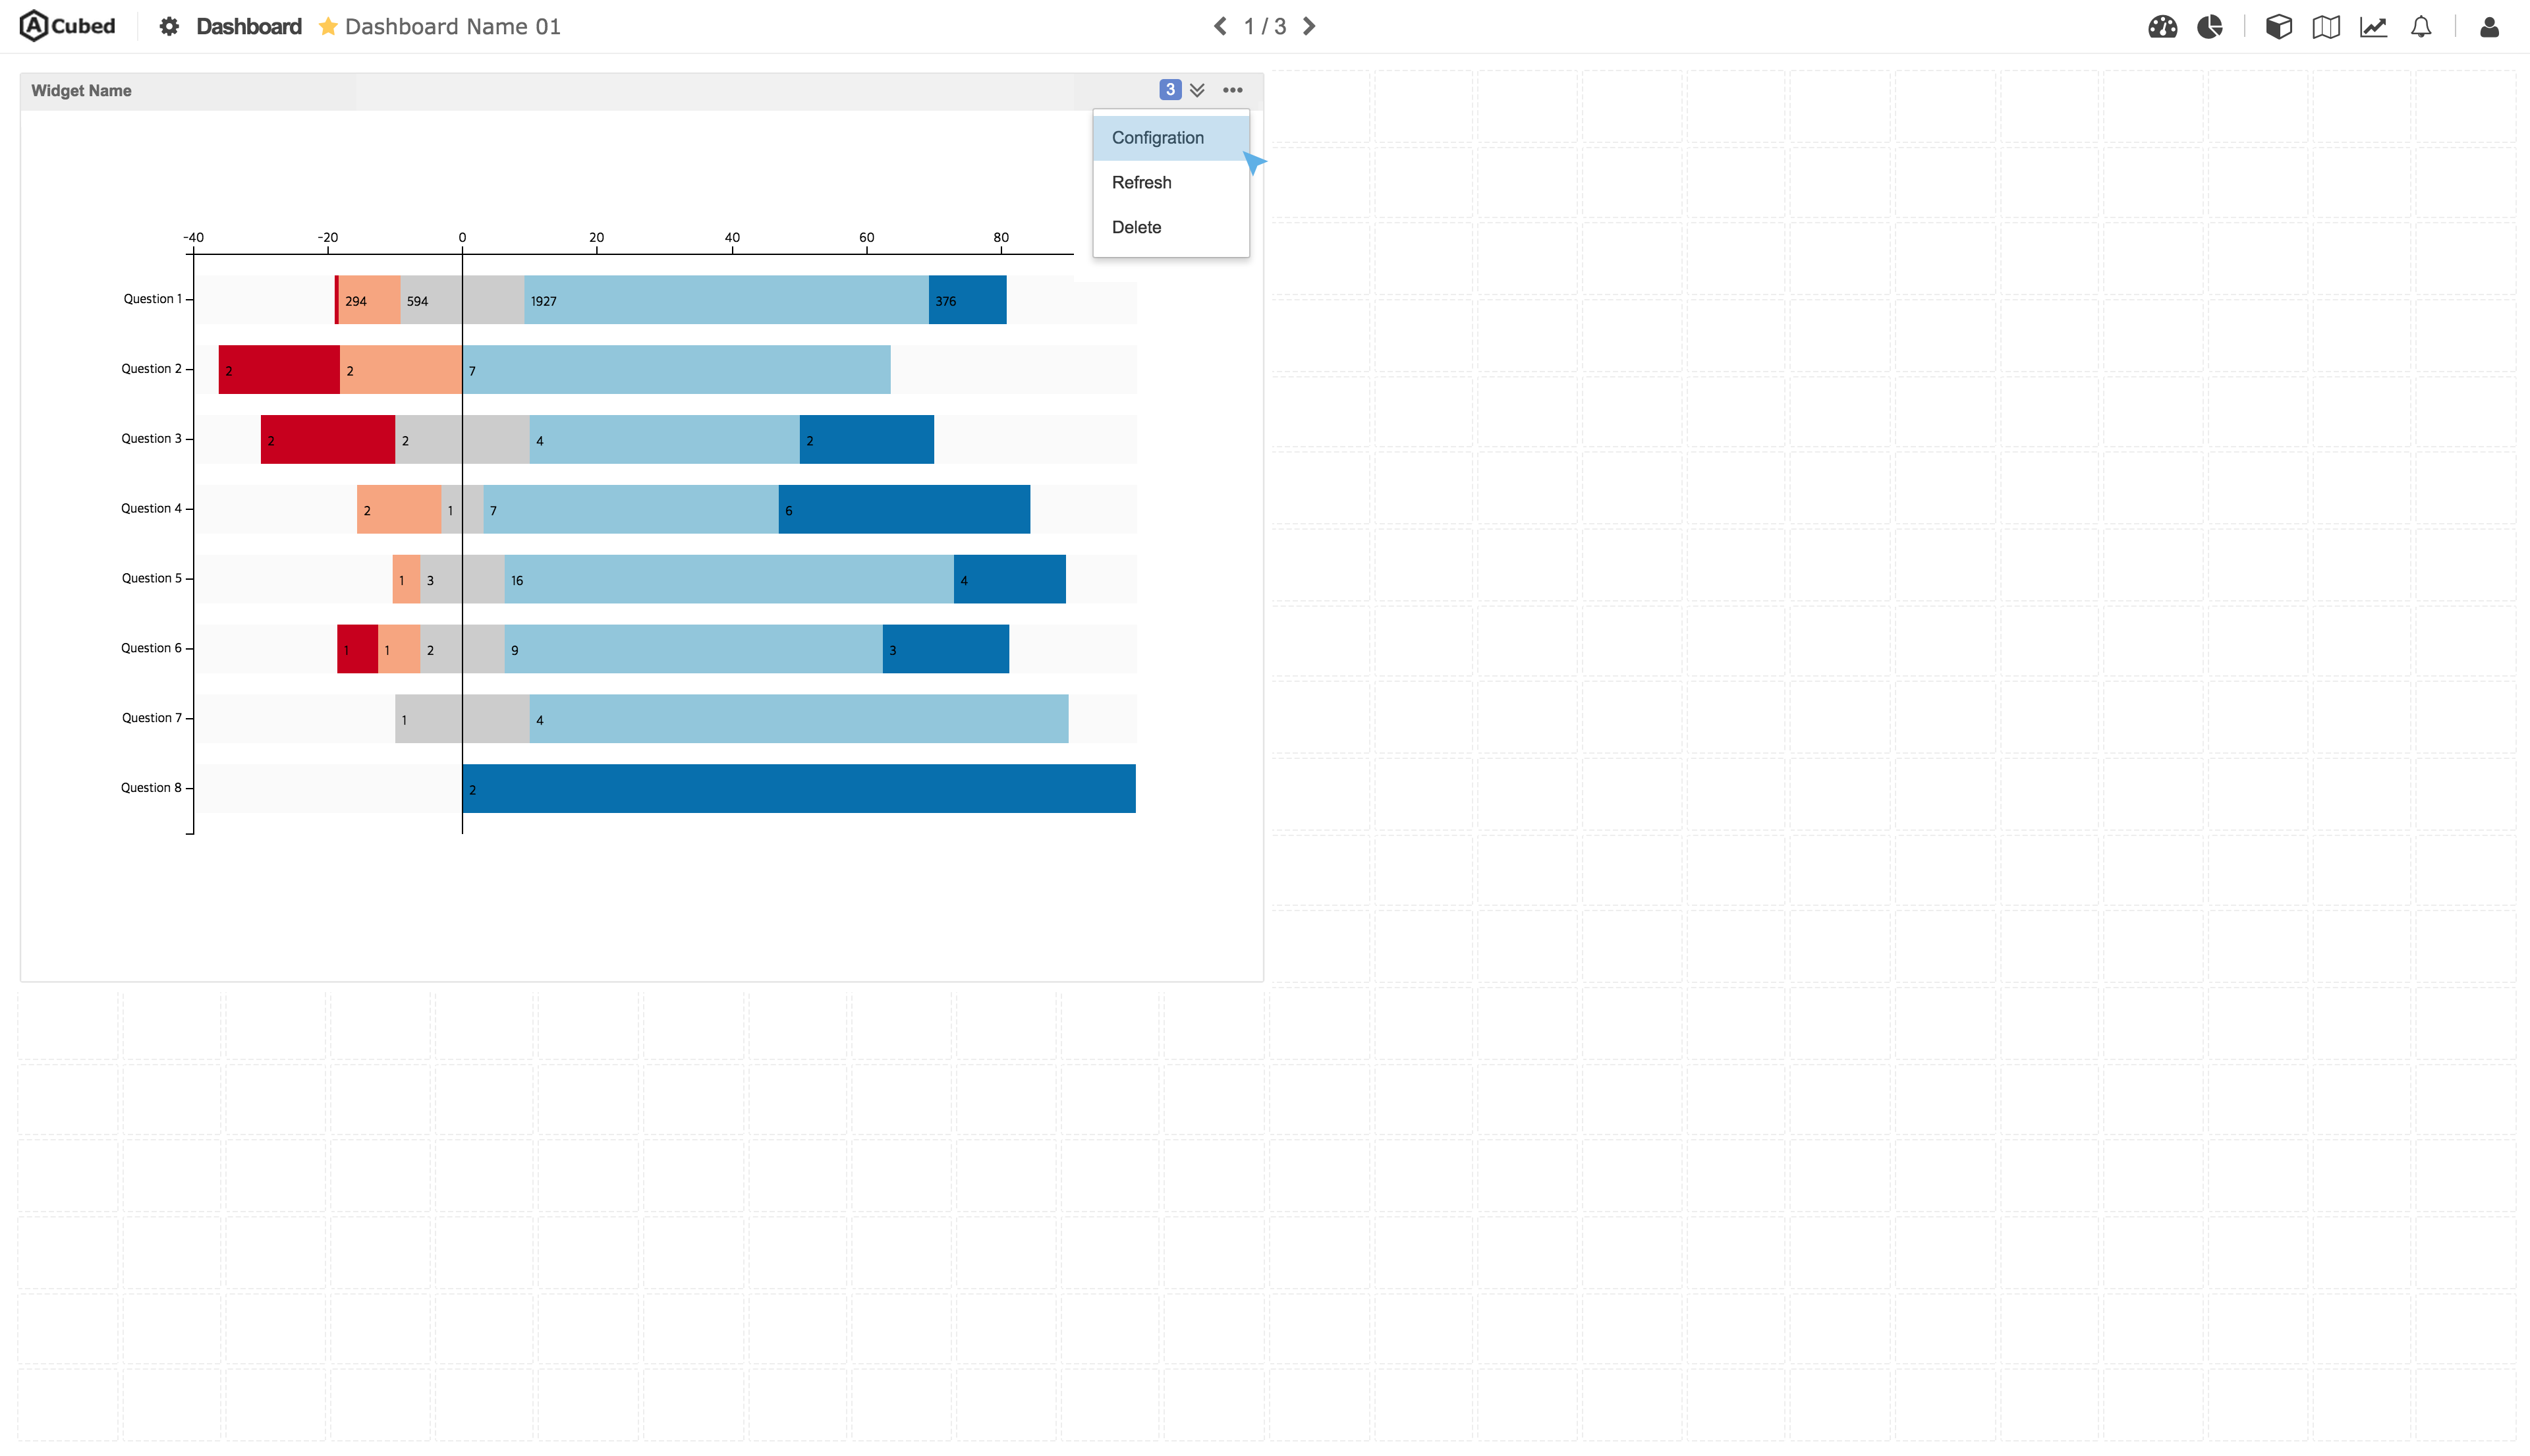 A Cubed Dashboard Dashboard Name 01 1 / 3
Widget Name 3
Configration
Refresh
Delete
-40 -20 0 20 40 60 80
Question 1 294 594 1927 376
Question 2 2 2 7
Question 3 2 2 4 2
Question 4 2 1 7 6
Question 5 1 3 16 4
Question 6 1 1 2 9 3
Question 7 1 4
Question 8 2